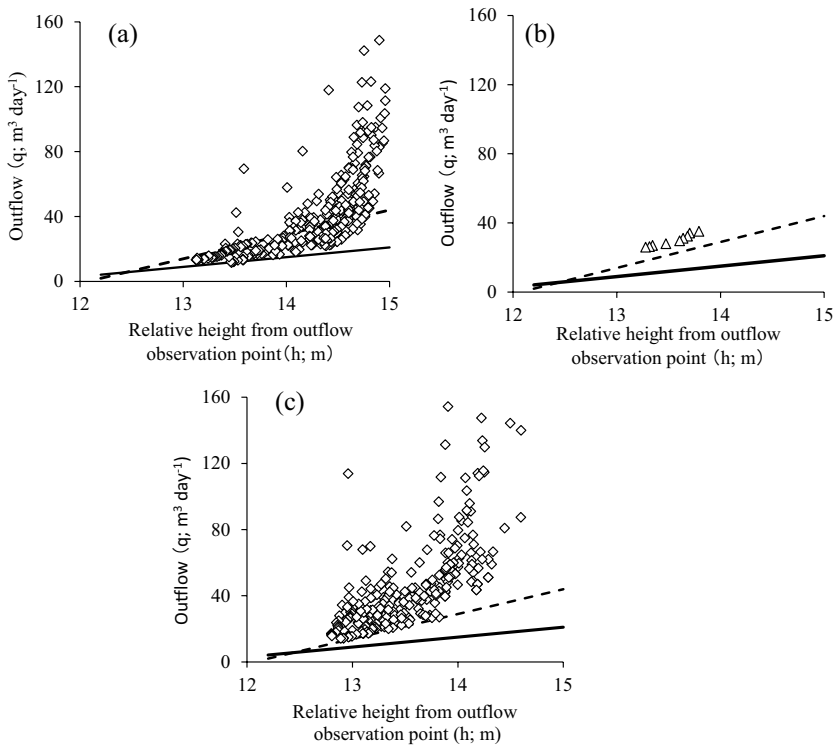 (a)
160
120
80
40
0
12
13
14
15
Outflow (q; m³ day⁻¹)
Relative height from outflow
observation point(h; m)
(b)
160
120
80
40
0
12
13
14
15
Outflow (q; m³ day⁻¹)
Relative height from outflow
observation point (h; m)
(c)
160
120
80
40
0
12
13
14
15
Outflow (q; m³ day⁻¹)
Relative height from outflow
observation point (h; m)